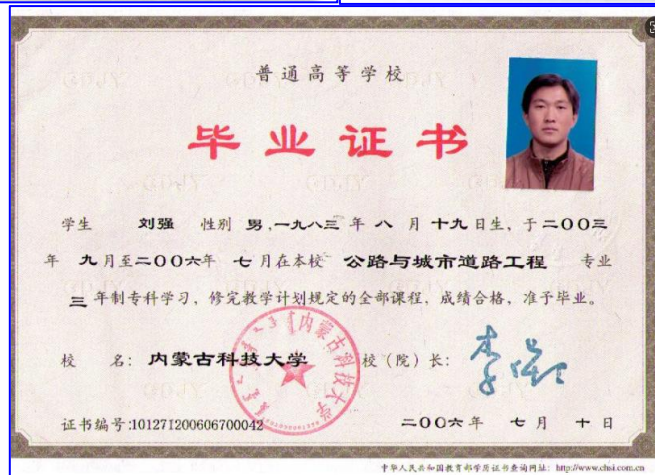 普通高等学校
毕业证书
学生 刘强 性别 男,一九八三 年 八 月 十九 日生, 于 二〇〇三
年 九 月至 二〇〇六年 七 月在本校 公路与城市道路工程 专业
三 年制专科学习, 修完教学计划规定的全部课程, 成绩合格, 准予毕业。
校 名: 内蒙古科技大学 校(院)长:
内蒙古科技大学
证书编号:101271200606700042 二〇〇六年 七月 十日
中华人民共和国教育部学历证书查询网址: http://www.chsi.com.cn